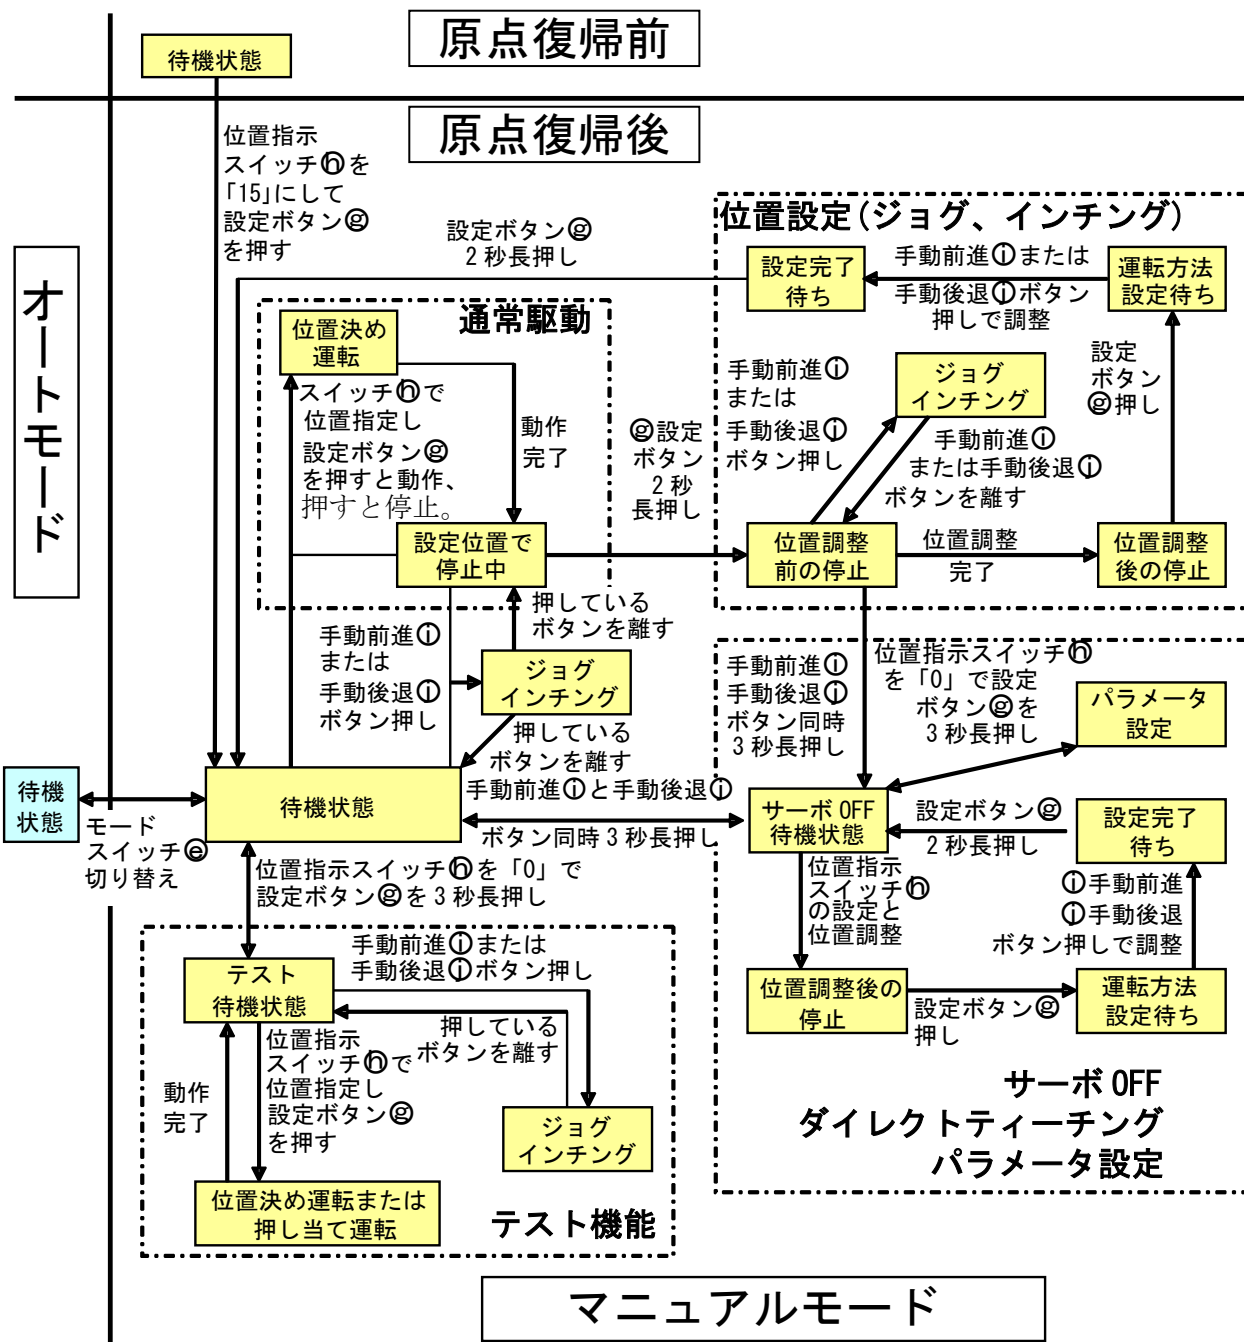 原点復帰前
待機状態
原点復帰後
位置指示
スイッチⓗを
「15」にして
設定ボタンⓖ
を押す
オートモード
設定ボタンⓖ
2秒長押し
位置設定(ジョグ、インチング)
設定完了
待ち
手動前進ⓘまたは
手動後退ⓙボタン
押しで調整
運転方法
設定待ち
通常駆動
位置決め
運転
スイッチⓗで
位置指定し
設定ボタンⓖ
を押すと動作、
押すと停止。
動作
完了
設定位置で
停止中
ⓖ設定
ボタン
2秒
長押し
手動前進ⓘ
または
手動後退ⓙ
ボタン押し
ジョグ
インチング
手動前進ⓘ
または手動後退ⓙ
ボタンを離す
設定
ボタン
ⓖ押し
位置調整
前の停止
位置調整
完了
位置調整
後の停止
手動前進ⓘ
または
手動後退ⓙ
ボタン押し
押している
ボタンを離す
ジョグ
インチング
押している
ボタンを離す
手動前進ⓘ
手動後退ⓙ
ボタン同時
3秒長押し
位置指示スイッチⓗ
を「0」で設定
ボタンⓖを
3秒長押し
パラメータ
設定
待機
状態
モード
スイッチⓔ
切り替え
待機状態
手動前進ⓘと手動後退ⓙ
ボタン同時3秒長押し
サーボOFF
待機状態
設定ボタンⓖ
2秒長押し
設定完了
待ち
位置指示スイッチⓗを「0」で
設定ボタンⓖを3秒長押し
位置指示
スイッチⓗ
の設定と
位置調整
ⓘ手動前進
ⓙ手動後退
ボタン押しで調整
位置調整後の
停止
設定ボタンⓖ
押し
運転方法
設定待ち
サーボOFF
ダイレクトティーチング
パラメータ設定
テスト
待機状態
手動前進ⓘまたは
手動後退ⓙボタン押し
押している
ボタンを離す
動作
完了
位置指示
スイッチⓗで
位置指定し
設定ボタンⓖ
を押す
ジョグ
インチング
位置決め運転または
押し当て運転
テスト機能
マニュアルモード